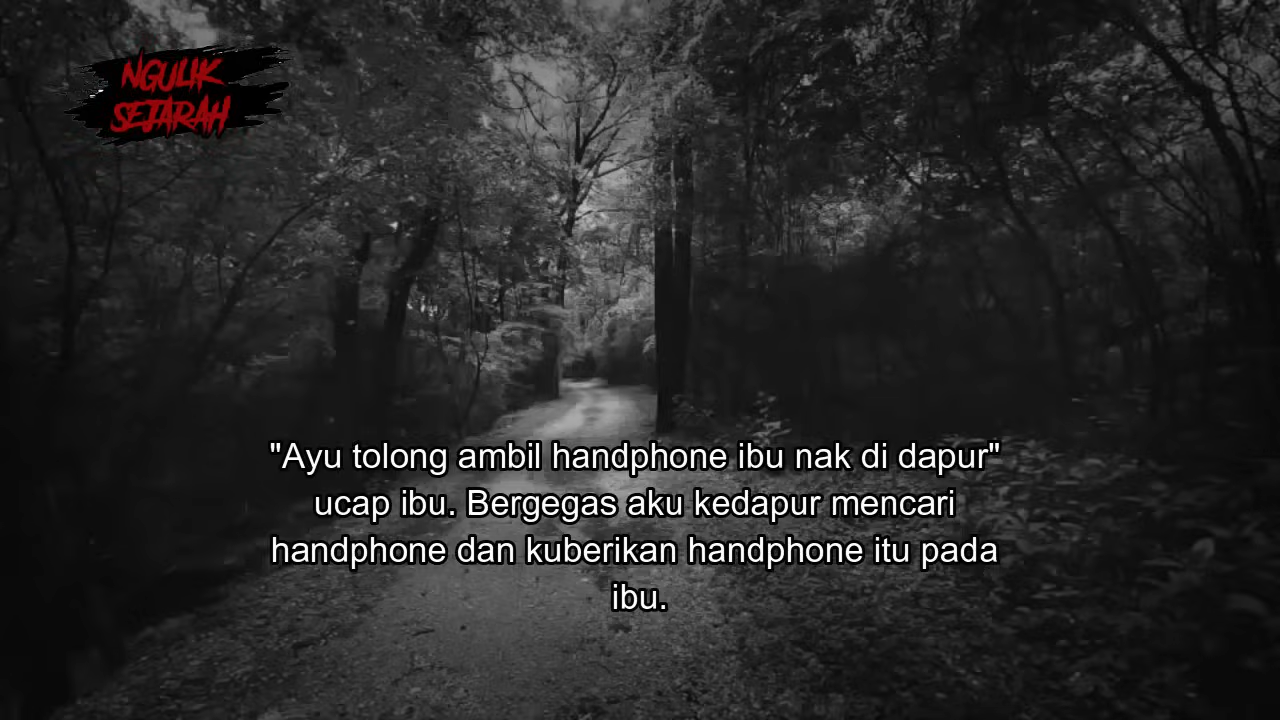 NGULIK
SEJARAH
"Ayu tolong ambil handphone ibu nak di dapur"
ucap ibu. Bergegas aku kedapur mencari
handphone dan kuberikan handphone itu pada
ibu.